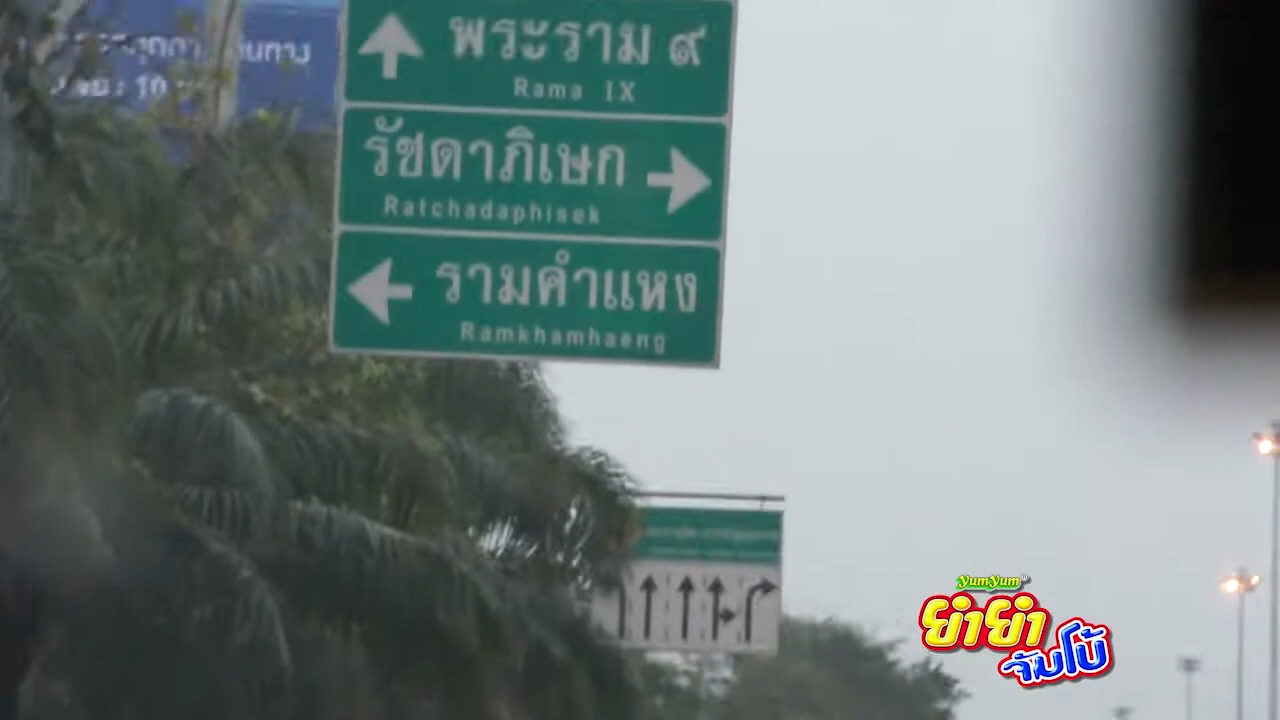 พระราม ๙
Rama IX
รัชดาภิเษก
Ratchadaphisek
รามคำแหง
Ramkhamhaeng
YumYum
ยำยำ
จัมโบ้